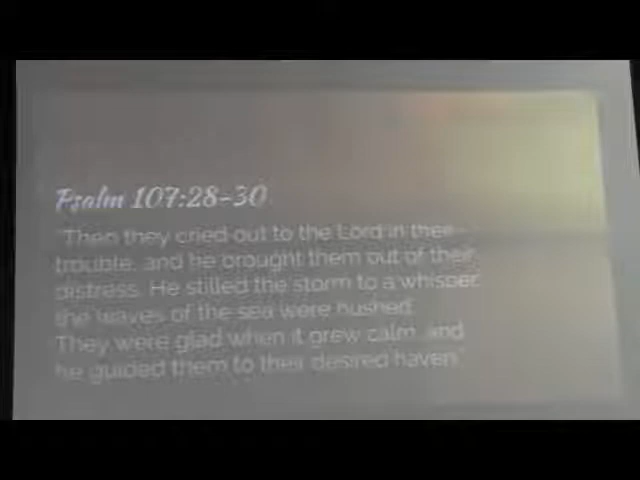 Psalm 107:28-30
"Then they cried out to the Lord in their
trouble, and he brought them out of their
distress. He stilled the storm to a whisper
the waves of the sea were hushed.
They were glad when it grew calm, and
he guided them to their desired haven"